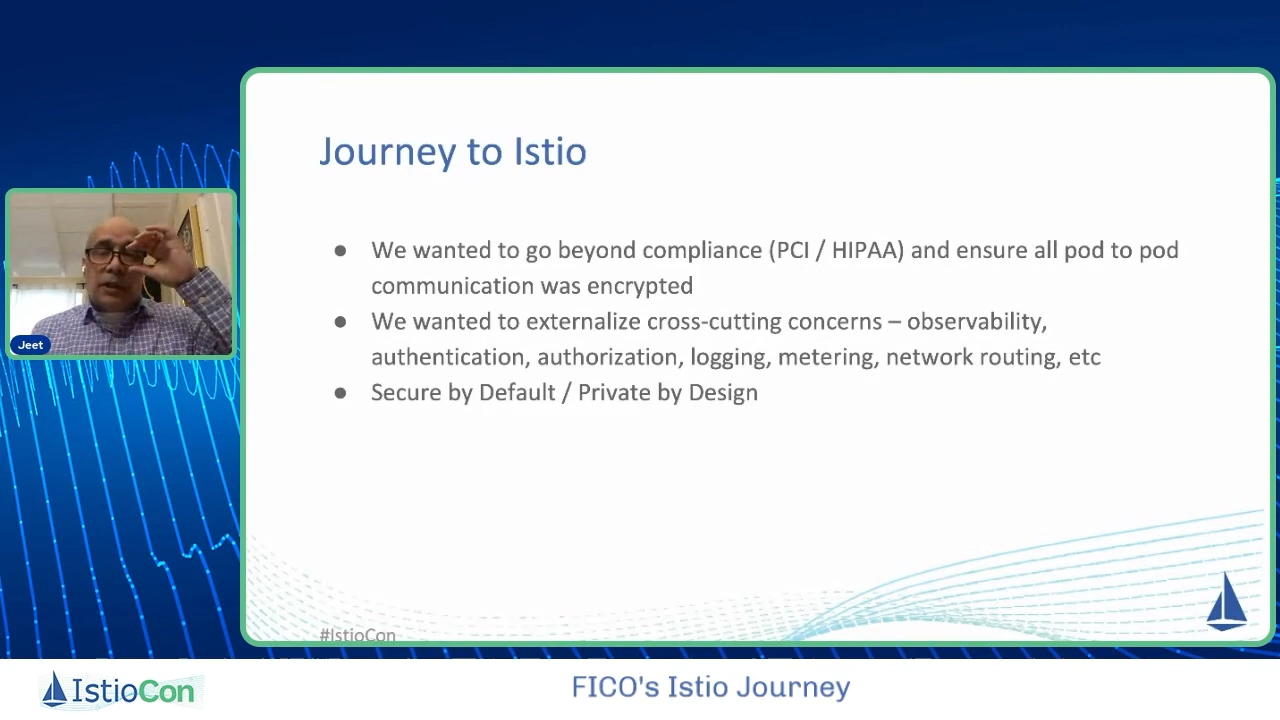 Journey to Istio
● We wanted to go beyond compliance (PCI / HIPAA) and ensure all pod to pod
communication was encrypted
● We wanted to externalize cross-cutting concerns – observability,
authentication, authorization, logging, metering, network routing, etc
● Secure by Default / Private by Design
Jeet
#IstioCon
IstioCon
FICO's Istio Journey